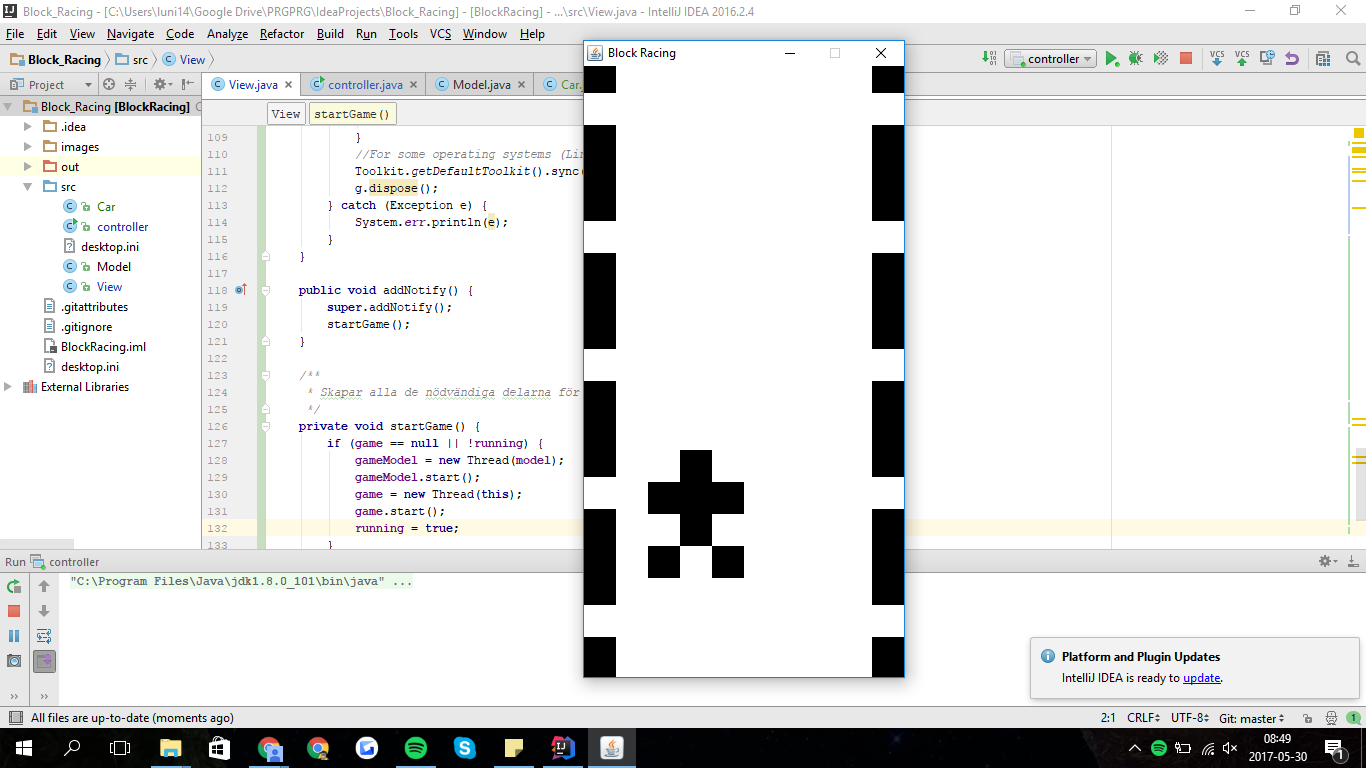 Block_Racing - [C:\Users\luni14\Google Drive\PRGPRG\IdeaProjects\Block_Racing] - [BlockRacing] - ...\src\View.java - IntelliJ IDEA 2016.2.4
File Edit View Navigate Code Analyze Refactor Build Run Tools VCS Window Help
Block_Racing src View
controller
VCS VCS
Project
View.java controller.java Model.java Car.
Block Racing
View startGame()
Block_Racing [BlockRacing]
.idea
images
out
src
Car
controller
desktop.ini
Model
View
.gitattributes
.gitignore
BlockRacing.iml
desktop.ini
External Libraries
109 }
110 //For some operating systems (Lin
111 Toolkit.getDefaultToolkit().sync(
112 g.dispose();
113 } catch (Exception e) {
114 System.err.println(e);
115 }
116 }
117
118 public void addNotify() {
119 super.addNotify();
120 startGame();
121 }
122
123 /**
124 * Skapar alla de nödvändiga delarna för
125 */
126 private void startGame() {
127 if (game == null || !running) {
128 gameModel = new Thread(model);
129 gameModel.start();
130 game = new Thread(this);
131 game.start();
132 running = true;
133 }
Run controller
"C:\Program Files\Java\jdk1.8.0_101\bin\java" ...
Platform and Plugin Updates
IntelliJ IDEA is ready to update.
All files are up-to-date (moments ago)
2:1 CRLF UTF-8 Git: master
1
08:49
2017-05-30
1